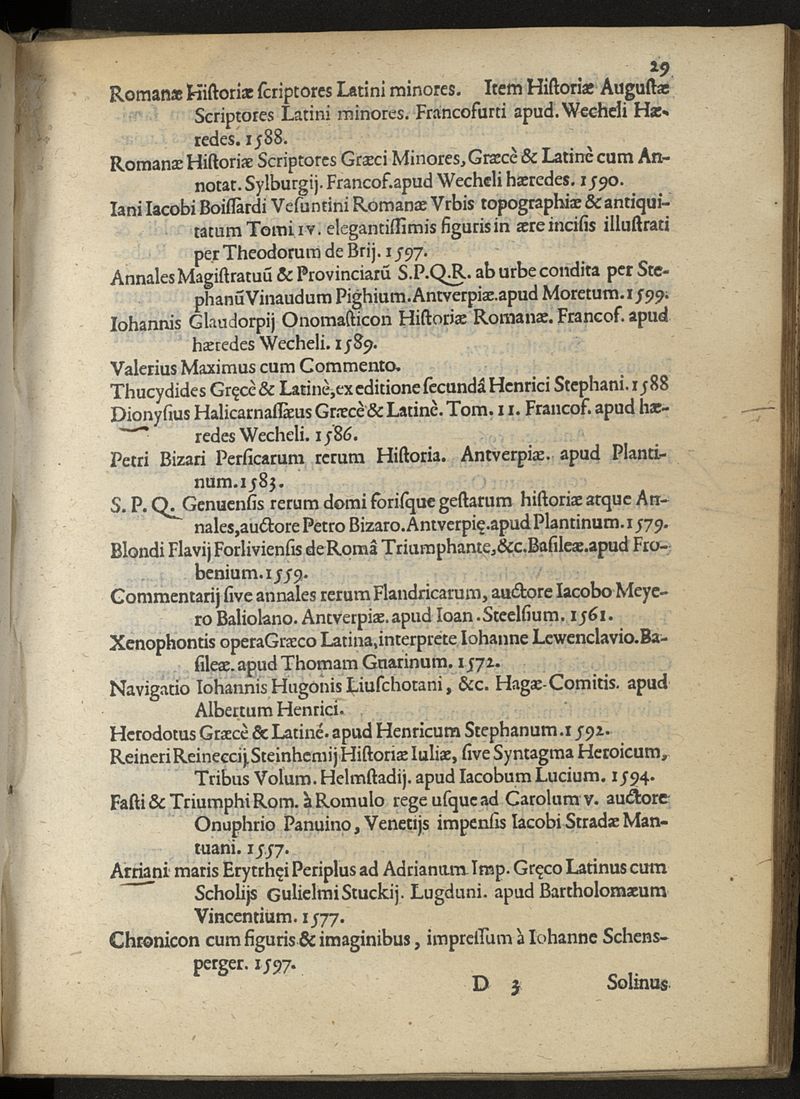 29
Romanæ Hiſtoriæ ſcriptores Latini minores. Item Hiſtoriæ Auguſtæ
Scriptores Latini minores. Francofurti apud. Wecheli Hæ-
redes. 1588.
Romanæ Hiſtoriæ Scriptores Græci Minores, Græcè & Latinè cum An-
notat. Sylburgij. Francof. apud Wecheli hæredes. 1590.
Iani Iacobi Boiſſardi Veſuntini Romanæ Vrbis topographiæ & antiqui-
tatum Tomi IV. elegantiſſimis figuris in ære inciſis illuſtrati
per Theodorum de Brij. 1597.
Annales Magiſtratuũ & Provinciarũ S.P.Q.R. ab urbe condita per Ste-
phanũ Vinaudum Pighium. Antverpiæ. apud Moretum. 1599.
Iohannis Glaudorpij Onomaſticon Hiſtoriæ Romanæ. Francof. apud
hæredes Wecheli. 1589.
Valerius Maximus cum Commento.
Thucydides Gręcè & Latinè, ex editione ſecundâ Henrici Stephani. 1588
Dionyſius Halicarnaſſæus Græcè & Latinè. Tom. II. Francof. apud hæ-
redes Wecheli. 1586.
Petri Bizari Perſicarum rerum Hiſtoria. Antverpiæ. apud Planti-
num. 1583.
S. P. Q. Genuenſis rerum domi foriſque geſtarum hiſtoriæ atque An-
nales, auctore Petro Bizaro. Antverpię. apud Plantinum. 1579.
Blondi Flavij Forlivienſis de Româ Triumphante, &c. Baſileæ. apud Fro-
benium. 1559.
Commentarij ſive annales rerum Flandricarum, auctore Iacobo Meye-
ro Baliolano. Antverpiæ. apud Ioan. Steelſium. 1561.
Xenophontis opera Græco Latina, interprete Iohanne Lewenclavio. Ba-
ſileæ. apud Thomam Guarinum. 1572.
Navigatio Iohannis Hugonis Liuſchotani, &c. Hagæ-Comitis. apud
Albertum Henrici.
Herodotus Græcè & Latiné. apud Henricum Stephanum. 1592.
Reineri Reineccij Steinhemij Hiſtoriæ Iuliæ, ſive Syntagma Heroicum,
Tribus Volum. Helmſtadij. apud Iacobum Lucium. 1594.
Faſti & Triumphi Rom. à Romulo rege uſque ad Carolum V. auctore
Onuphrio Panuino, Venetijs impenſis Iacobi Stradæ Man-
tuani. 1557.
Arriani maris Erytrhęi Periplus ad Adrianum Imp. Gręco Latinus cum
Scholijs Gulielmi Stuckij. Lugduni. apud Bartholomæum
Vincentium. 1577.
Chronicon cum figuris & imaginibus, impreſſum à Iohanne Schens-
perger. 1597.
D 3 Solinus